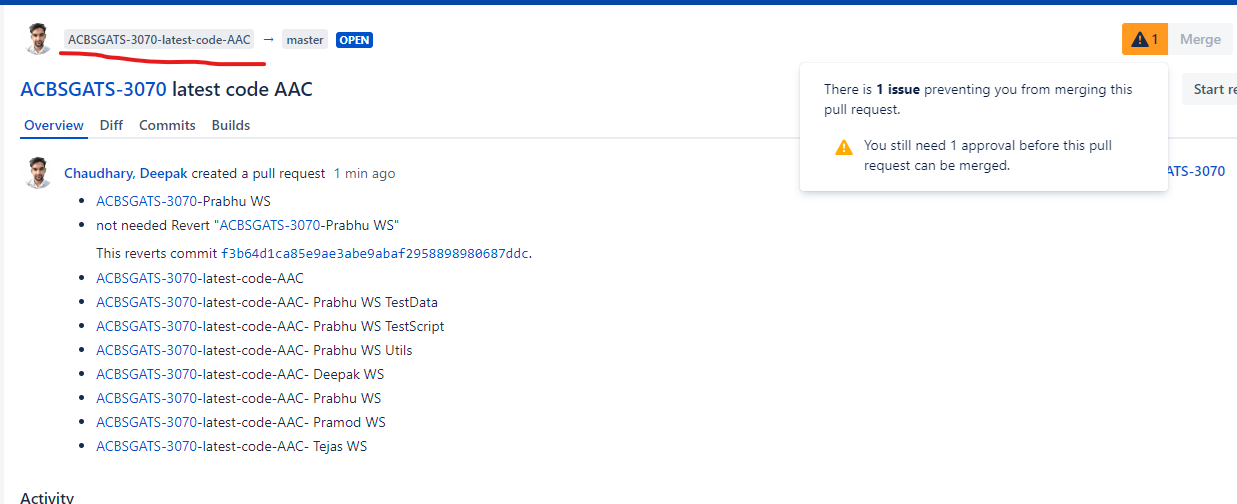 ACBSGATS-3070-latest-code-AAC → master OPEN
1 Merge
ACBSGATS-3070 latest code AAC
There is 1 issue preventing you from merging this
pull request.
You still need 1 approval before this pull
request can be merged.
Start re
Overview Diff Commits Builds
Chaudhary, Deepak created a pull request 1 min ago
ATS-3070
• ACBSGATS-3070-Prabhu WS
• not needed Revert "ACBSGATS-3070-Prabhu WS"
This reverts commit f3b64d1ca85e9ae3abe9abaf2958898980687ddc.
• ACBSGATS-3070-latest-code-AAC
• ACBSGATS-3070-latest-code-AAC- Prabhu WS TestData
• ACBSGATS-3070-latest-code-AAC- Prabhu WS TestScript
• ACBSGATS-3070-latest-code-AAC- Prabhu WS Utils
• ACBSGATS-3070-latest-code-AAC- Deepak WS
• ACBSGATS-3070-latest-code-AAC- Prabhu WS
• ACBSGATS-3070-latest-code-AAC- Pramod WS
• ACBSGATS-3070-latest-code-AAC- Tejas WS
Activity